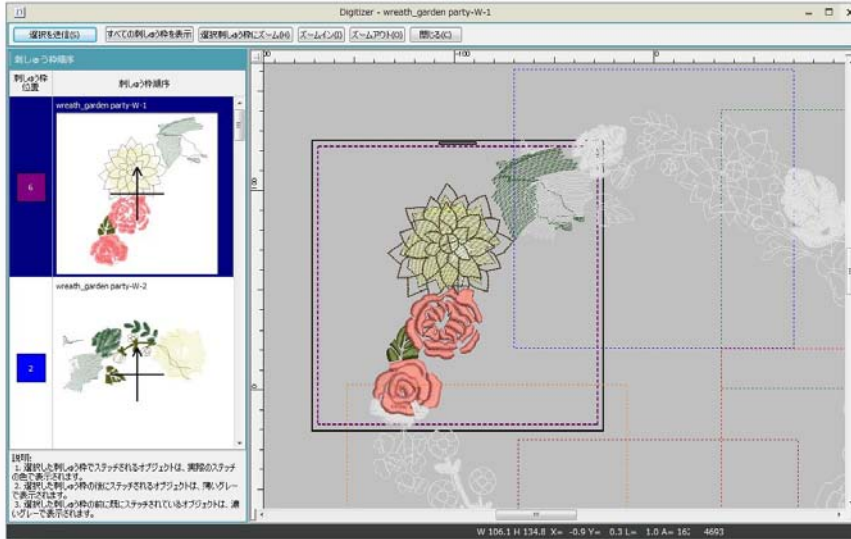 Digitizer - wreath_garden party-W-1
選択を送信(S) すべての刺しゅう枠を表示 選択刺しゅう枠にズーム(H) ズームイン(I) ズームアウト(O) 閉じる(C)
刺しゅう枠順序
刺しゅう枠
位置
刺しゅう枠順序
wreath_garden party-W-1
6
wreath_garden party-W-2
2
説明:
1. 選択した刺しゅう枠でステッチされるオブジェクトは、実際のステッチ
の色で表示されます。
2. 選択した刺しゅう枠の後にステッチされるオブジェクトは、薄いグレー
で表示されます。
3. 選択した刺しゅう枠の前に既にステッチされているオブジェクトは、濃
いグレーで表示されます。
-100 0
100
0
W 106.1 H 134.8 X= -0.9 Y= 0.3 L= 1.0 A= 4693